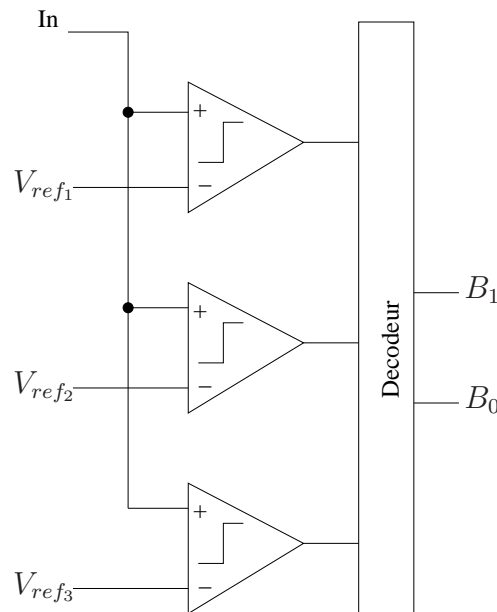 In
+
V_{ref_1}
−
+
V_{ref_2}
−
+
V_{ref_3}
−
Decodeur
B_1
B_0